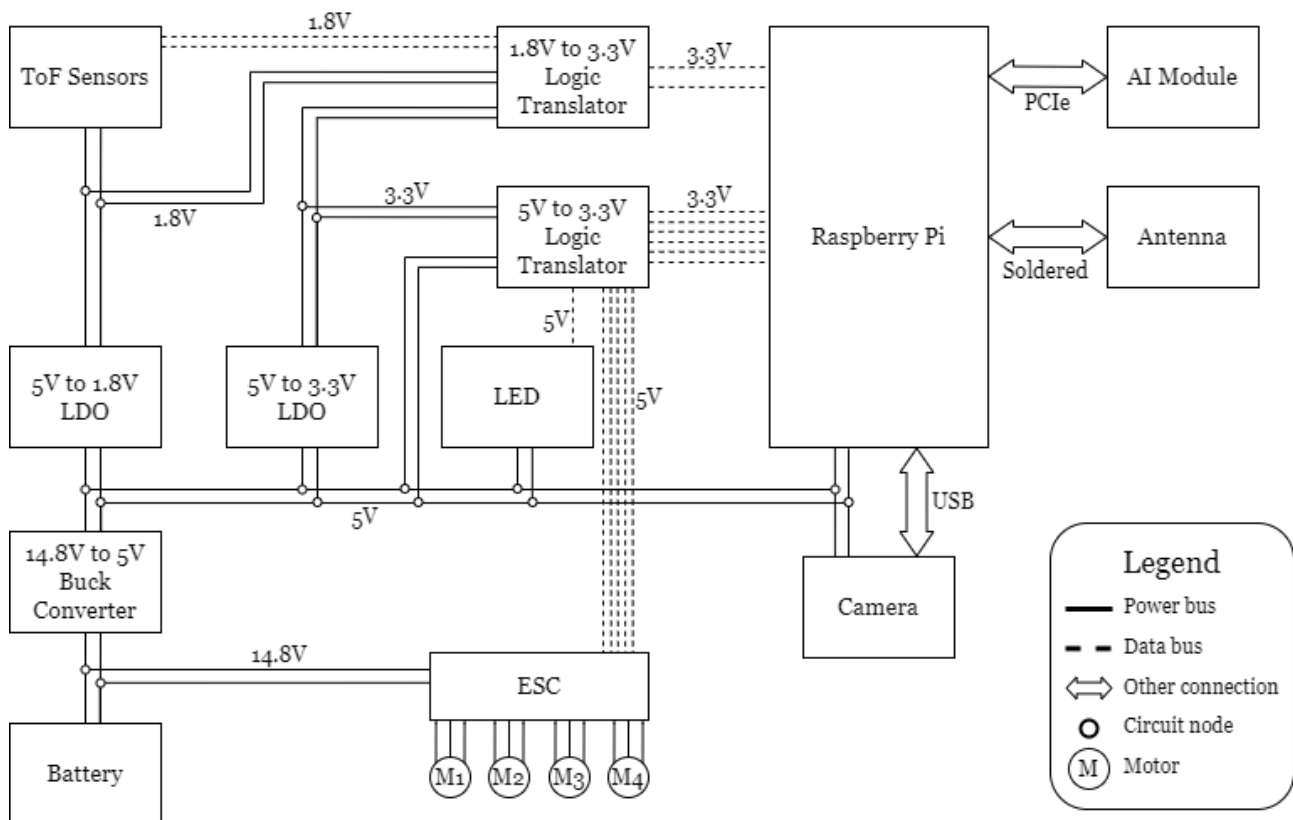 1.8V
ToF Sensors
1.8V to 3.3V
Logic
Translator
3.3V
PCIe
AI Module
1.8V
3.3V
5V to 3.3V
Logic
Translator
3.3V
Raspberry Pi
Soldered
Antenna
5V
5V to 1.8V
LDO
5V to 3.3V
LDO
LED
5V
5V
USB
14.8V to 5V
Buck
Converter
Camera
14.8V
ESC
Battery
M1
M2
M3
M4
Legend
Power bus
Data bus
Other connection
Circuit node
M
Motor